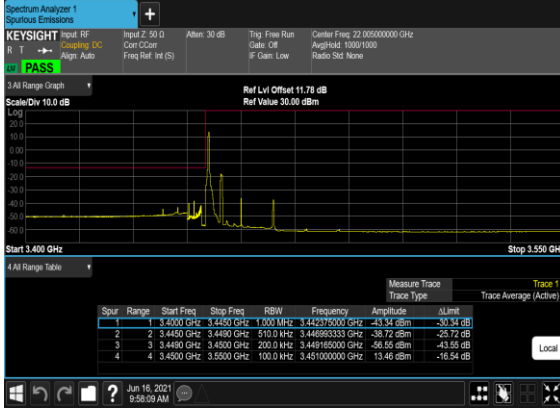 Spectrum Analyzer 1
Spurious Emissions
+
KEYSIGHT Input: RF Input Z: 50 Ω Atten: 30 dB Trig: Free Run Center Freq: 22.005000000 GHz
R T Coupling: DC Corr CCorr Gate: Off Avg|Hold: 1000/1000
Align: Auto Freq Ref: Int (S) IF Gain: Low Radio Std: None
PASS
3.All Range Graph
Ref Lvl Offset 11.78 dB
Scale/Div 10.0 dB Ref Value 30.00 dBm
Log
20.0
10.0
0.00
-10.0
-20.0
-30.0
-40.0
-50.0
-60.0
Start 3.400 GHz Stop 3.550 GH
4.All Range Table
Measure Trace Trace 1
Trace Type Trace Average (Active)
Spur Range Start Freq Stop Freq RBW Frequency Amplitude ΔLimit
1 1 3.4000 GHz 3.4450 GHz 1.000 MHz 3.442375000 GHz -43.34 dBm -30.34 dB
2 2 3.4450 GHz 3.4490 GHz 510.0 kHz 3.446993333 GHz -38.72 dBm -25.72 dB
3 3 3.4490 GHz 3.4500 GHz 200.0 kHz 3.449165000 GHz -56.55 dBm -43.55 dB
4 4 3.4500 GHz 3.5500 GHz 100.0 kHz 3.451000000 GHz 13.46 dBm -16.54 dB
Local
? Jun 16, 2021
9:58:09 AM